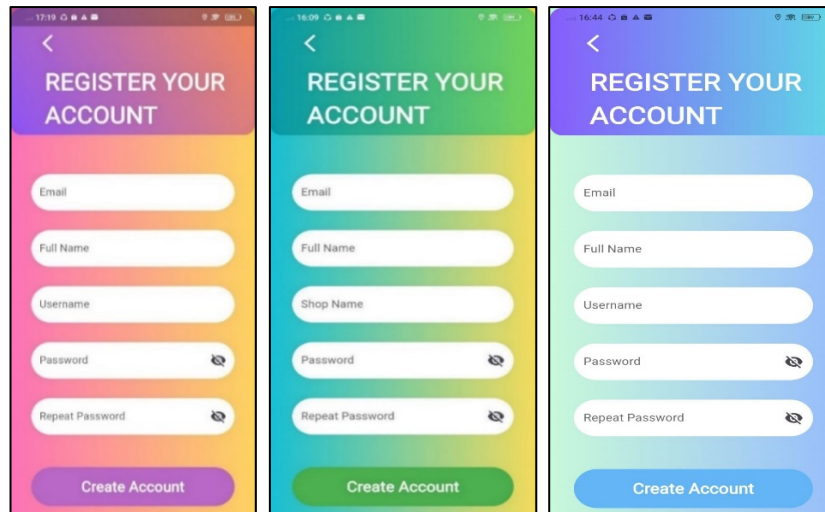 17:19
REGISTER YOUR
ACCOUNT
Email
Full Name
Username
Password
Repeat Password
Create Account
16:09
REGISTER YOUR
ACCOUNT
Email
Full Name
Shop Name
Password
Repeat Password
Create Account
16:44
REGISTER YOUR
ACCOUNT
Email
Full Name
Username
Password
Repeat Password
Create Account